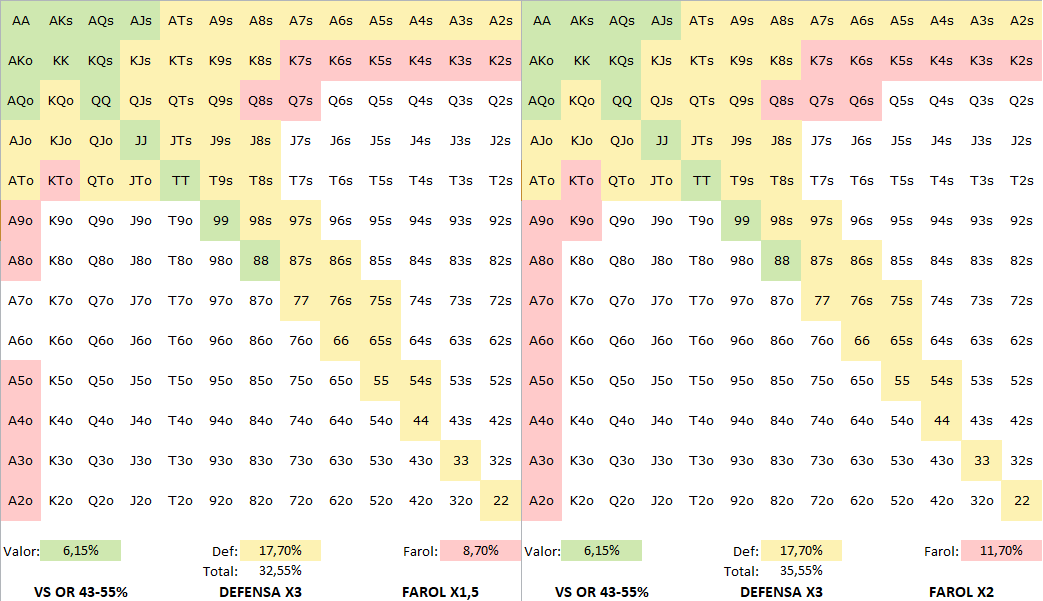 AA AKs AQs AJs ATs A9s A8s A7s A6s A5s A4s A3s A2s AA AKs AQs AJs ATs A9s A8s A7s A6s A5s A4s A3s A2s
AKo KK KQs KJs KTs K9s K8s K7s K6s K5s K4s K3s K2s AKo KK KQs KJs KTs K9s K8s K7s K6s K5s K4s K3s K2s
AQo KQo QQ QJs QTs Q9s Q8s Q7s Q6s Q5s Q4s Q3s Q2s AQo KQo QQ QJs QTs Q9s Q8s Q7s Q6s Q5s Q4s Q3s Q2s
AJo KJo QJo JJ JTs J9s J8s J7s J6s J5s J4s J3s J2s AJo KJo QJo JJ JTs J9s J8s J7s J6s J5s J4s J3s J2s
ATo KTo QTo JTo TT T9s T8s T7s T6s T5s T4s T3s T2s ATo KTo QTo JTo TT T9s T8s T7s T6s T5s T4s T3s T2s
A9o K9o Q9o J9o T9o 99 98s 97s 96s 95s 94s 93s 92s A9o K9o Q9o J9o T9o 99 98s 97s 96s 95s 94s 93s 92s
A8o K8o Q8o J8o T8o 98o 88 87s 86s 85s 84s 83s 82s A8o K8o Q8o J8o T8o 98o 88 87s 86s 85s 84s 83s 82s
A7o K7o Q7o J7o T7o 97o 87o 77 76s 75s 74s 73s 72s A7o K7o Q7o J7o T7o 97o 87o 77 76s 75s 74s 73s 72s
A6o K6o Q6o J6o T6o 96o 86o 76o 66 65s 64s 63s 62s A6o K6o Q6o J6o T6o 96o 86o 76o 66 65s 64s 63s 62s
A5o K5o Q5o J5o T5o 95o 85o 75o 65o 55 54s 53s 52s A5o K5o Q5o J5o T5o 95o 85o 75o 65o 55 54s 53s 52s
A4o K4o Q4o J4o T4o 94o 84o 74o 64o 54o 44 43s 42s A4o K4o Q4o J4o T4o 94o 84o 74o 64o 54o 44 43s 42s
A3o K3o Q3o J3o T3o 93o 83o 73o 63o 53o 43o 33 32s A3o K3o Q3o J3o T3o 93o 83o 73o 63o 53o 43o 33 32s
A2o K2o Q2o J2o T2o 92o 82o 72o 62o 52o 42o 32o 22 A2o K2o Q2o J2o T2o 92o 82o 72o 62o 52o 42o 32o 22
Valor: 6,15% Def: 17,70% Farol: 8,70% Valor: 6,15% Def: 17,70% Farol: 11,70%
Total: 32,55% Total: 35,55%
VS OR 43-55% DEFENSA X3 FAROL X1,5 VS OR 43-55% DEFENSA X3 FAROL X2